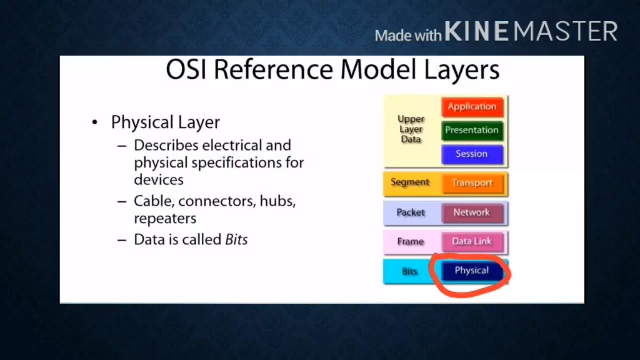 Made with KINEMASTER
OSI Reference Model Layers
• Physical Layer
– Describes electrical and
physical specifications for
devices
– Cable, connectors, hubs,
repeaters
– Data is called Bits
Upper
Layer
Data
Application
Presentation
Session
Segment Transport
Packet Network
Frame Data Link
Bits Physical